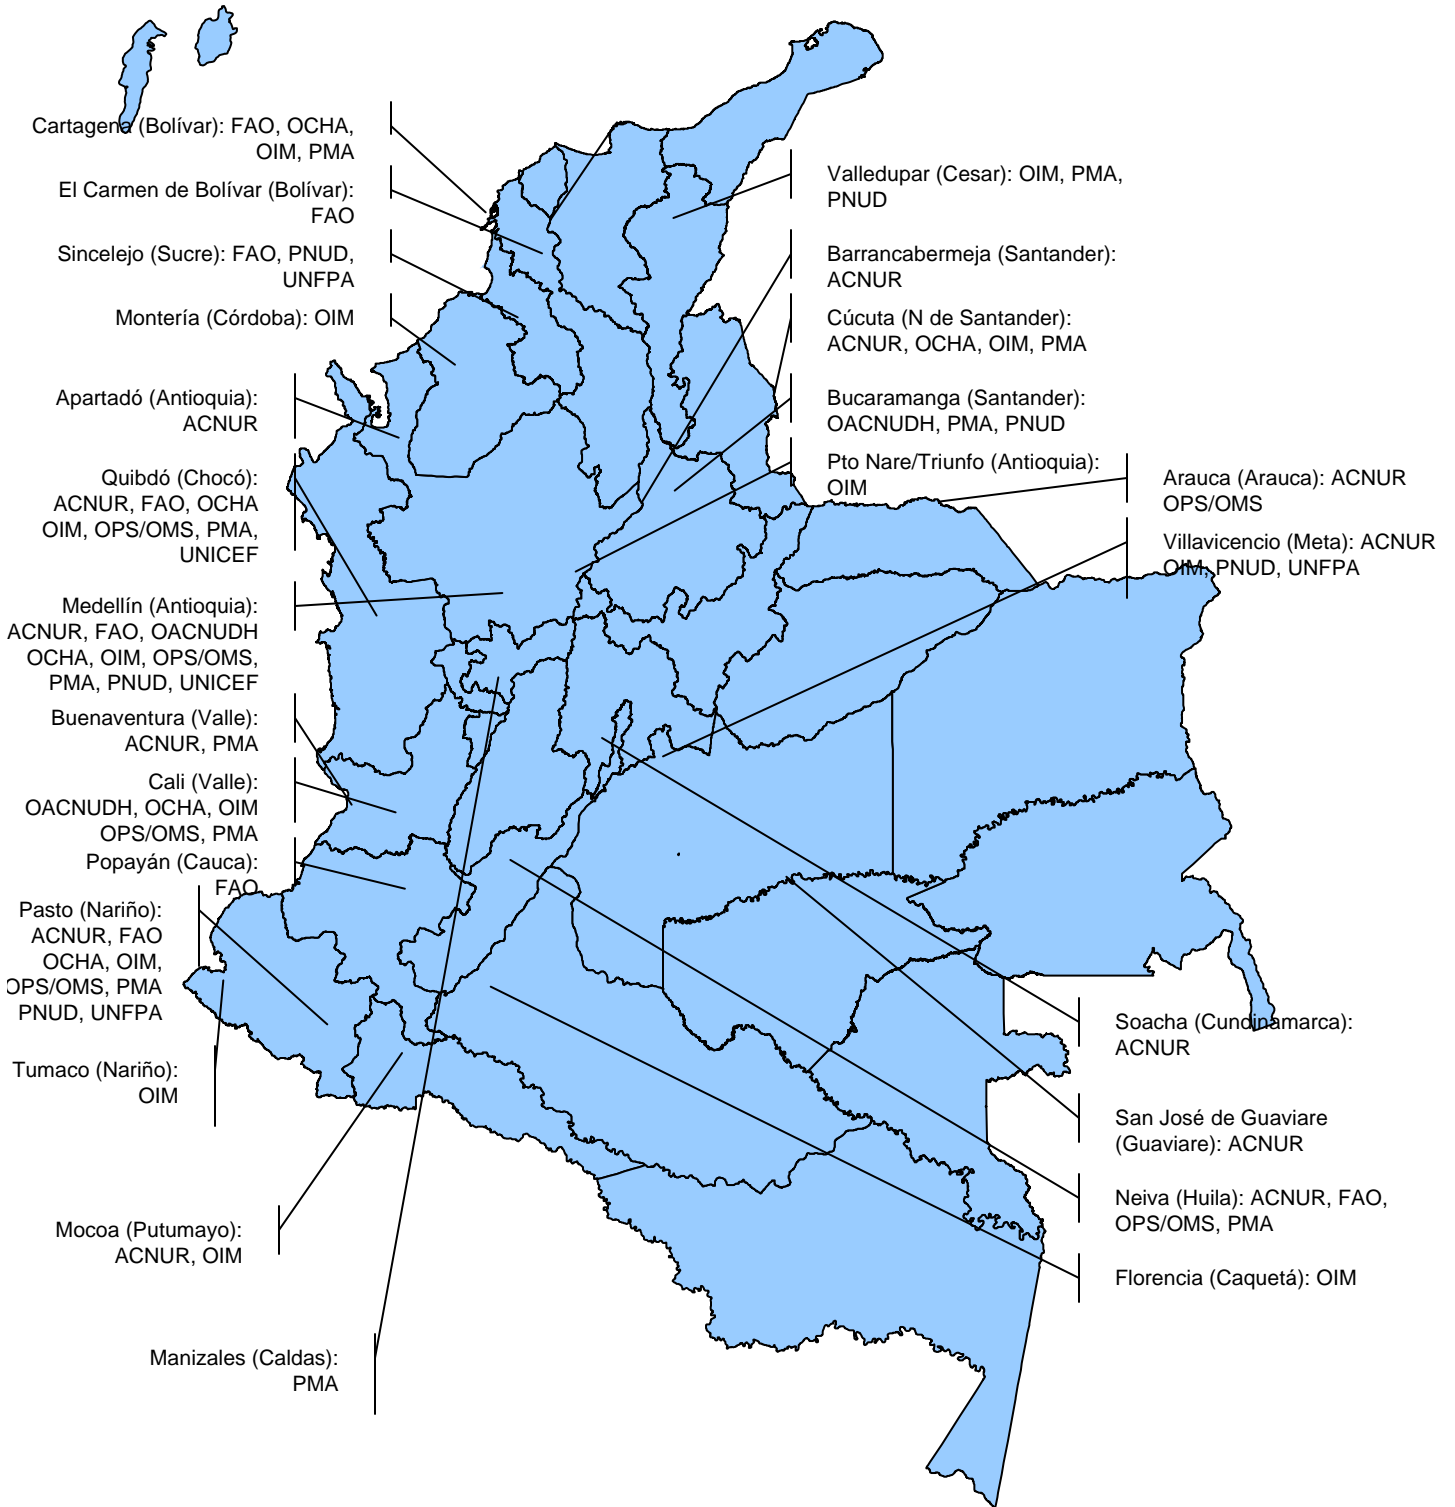 Cartagena (Bolívar): FAO, OCHA,
OIM, PMA
El Carmen de Bolívar (Bolívar):
FAO
Sincelejo (Sucre): FAO, PNUD,
UNFPA
Montería (Córdoba): OIM
Apartadó (Antioquia):
ACNUR
Quibdó (Chocó):
ACNUR, FAO, OCHA
OIM, OPS/OMS, PMA,
UNICEF
Medellín (Antioquia):
ACNUR, FAO, OACNUDH
OCHA, OIM, OPS/OMS,
PMA, PNUD, UNICEF
Buenaventura (Valle):
ACNUR, PMA
Cali (Valle):
OACNUDH, OCHA, OIM
OPS/OMS, PMA
Popayán (Cauca):
FAO
Pasto (Nariño):
ACNUR, FAO
OCHA, OIM,
OPS/OMS, PMA
PNUD, UNFPA
Tumaco (Nariño):
OIM
Mocoa (Putumayo):
ACNUR, OIM
Manizales (Caldas):
PMA
Valledupar (Cesar): OIM, PMA,
PNUD
Barrancabermeja (Santander):
ACNUR
Cúcuta (N de Santander):
ACNUR, OCHA, OIM, PMA
Bucaramanga (Santander):
OACNUDH, PMA, PNUD
Pto Nare/Triunfo (Antioquia):
OIM
Arauca (Arauca): ACNUR
OPS/OMS
Villavicencio (Meta): ACNUR
OIM, PNUD, UNFPA
Soacha (Cundinamarca):
ACNUR
San José de Guaviare
(Guaviare): ACNUR
Neiva (Huila): ACNUR, FAO,
OPS/OMS, PMA
Florencia (Caquetá): OIM